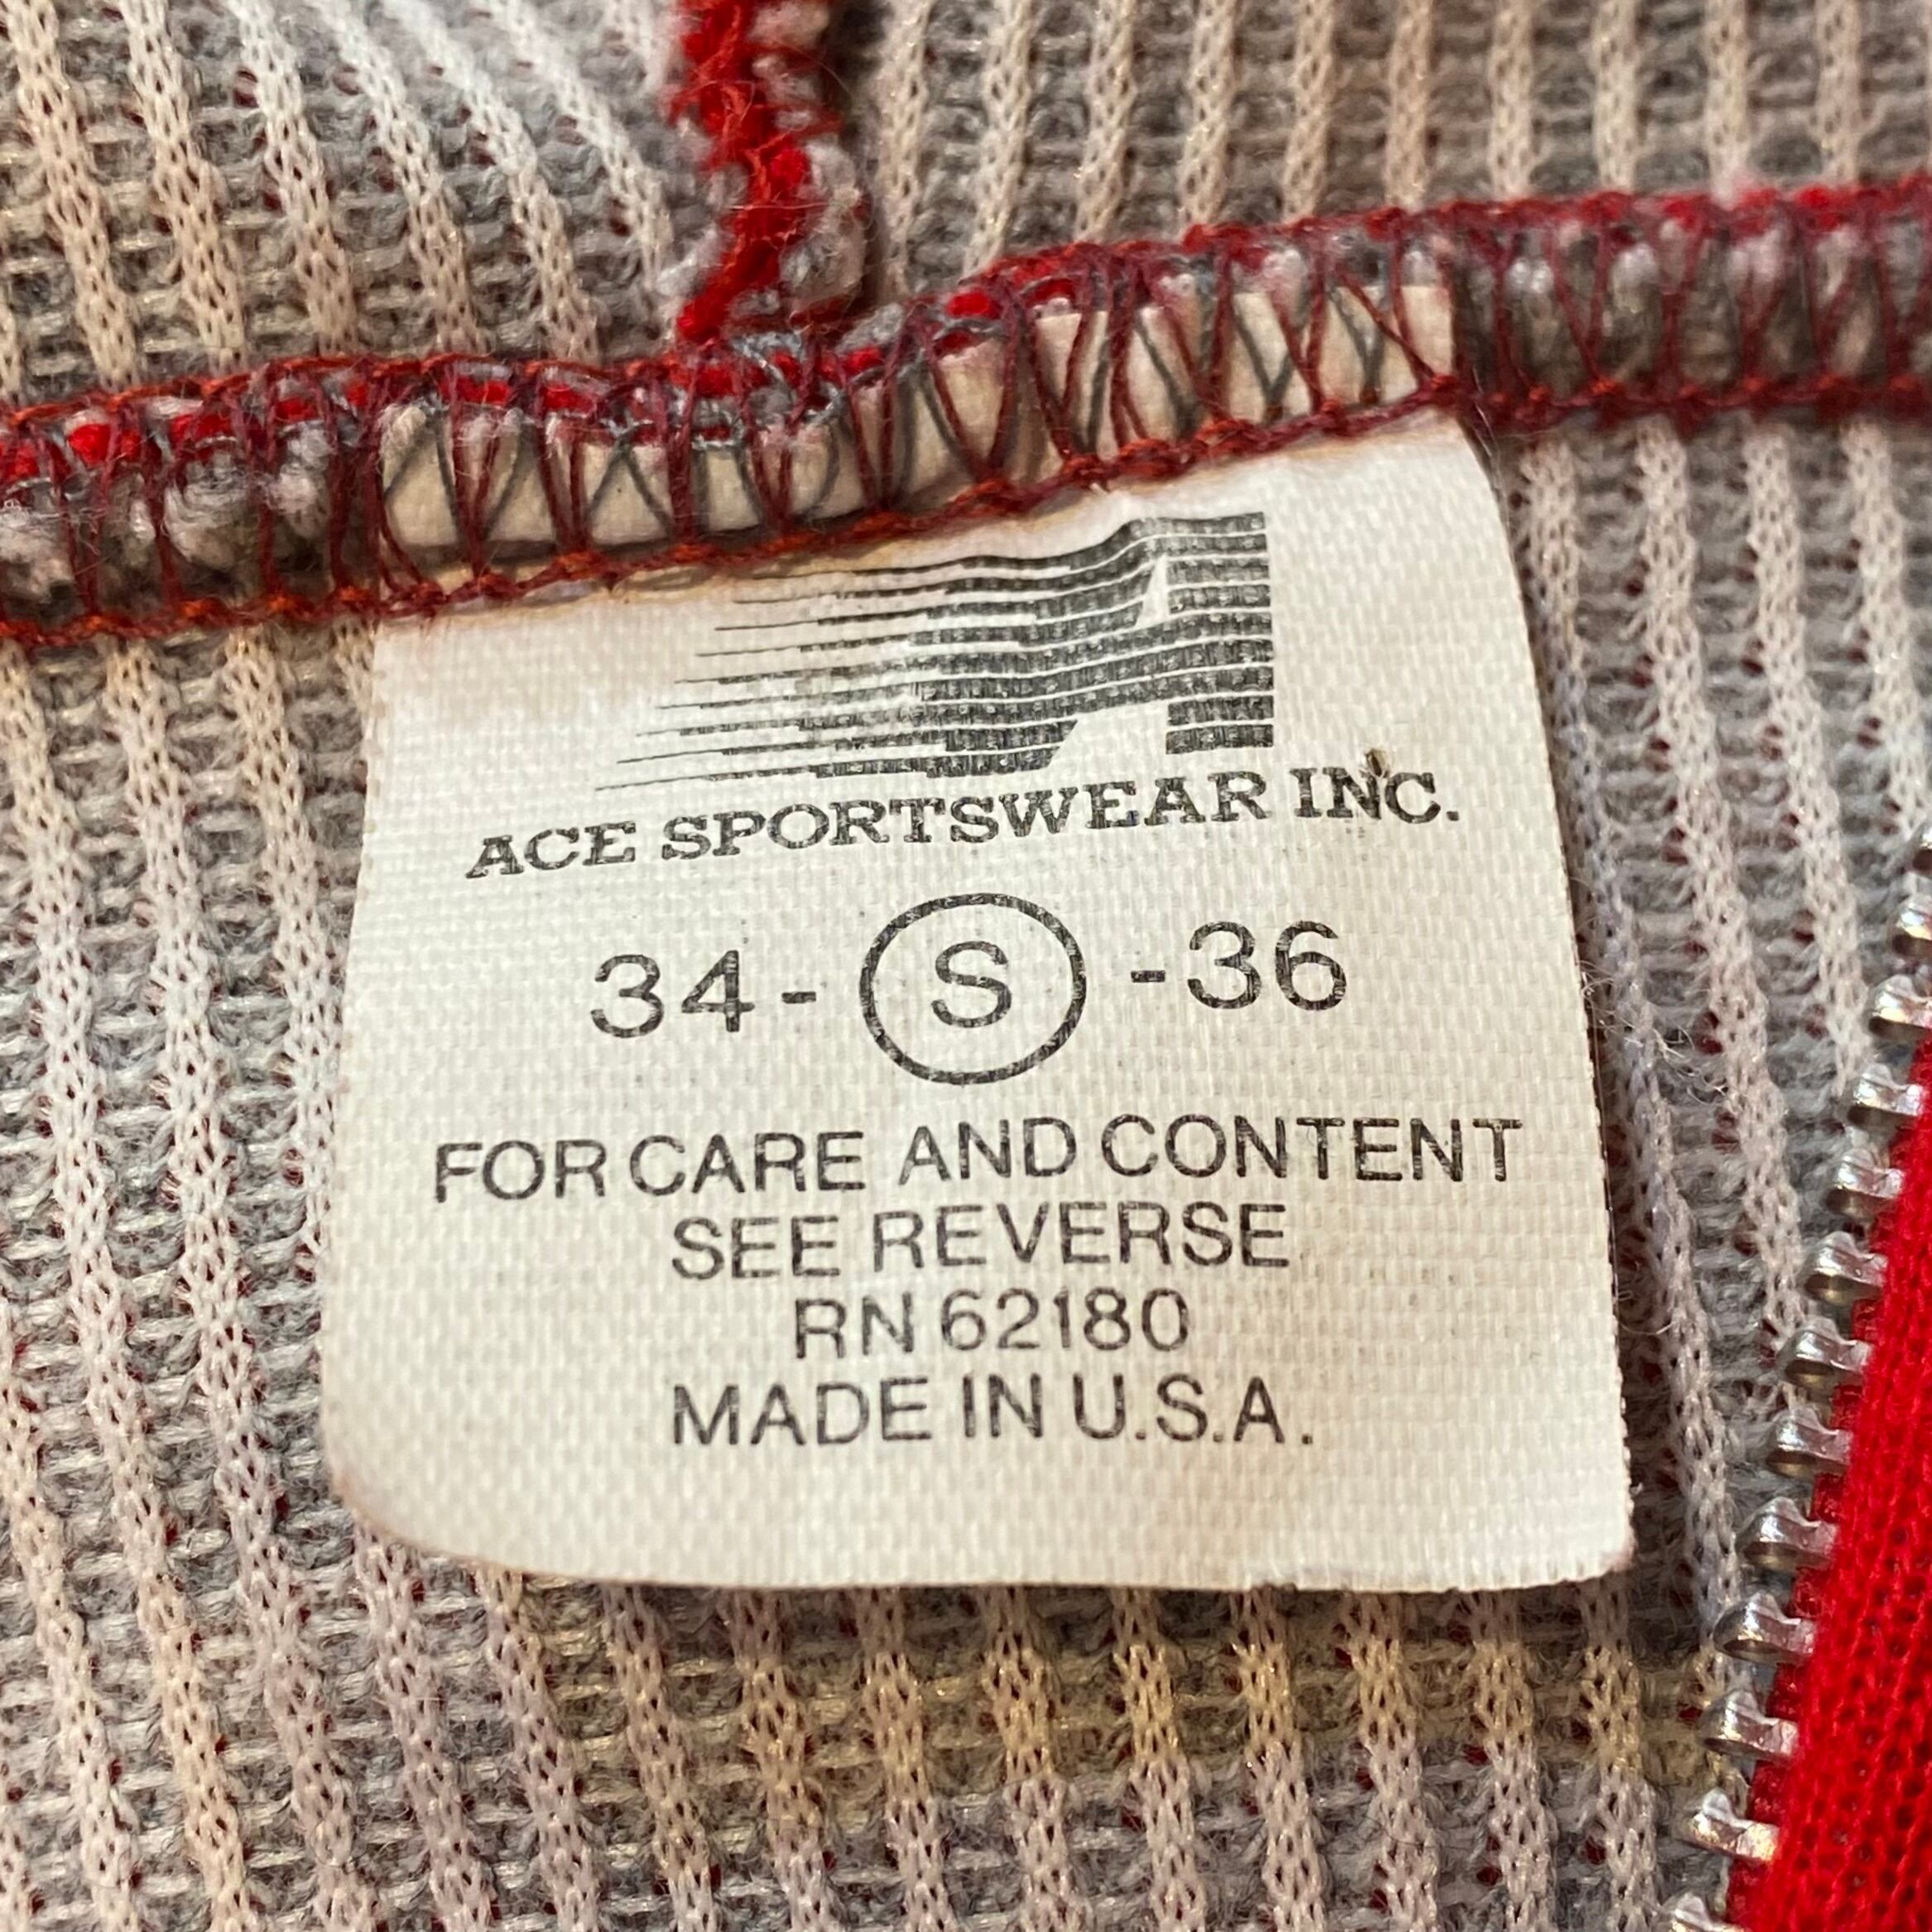 A
ACE SPORTSWEAR INC.
34-Ⓢ-36
FOR CARE AND CONTENT
SEE REVERSE
RN 62180
MADE IN U.S.A.